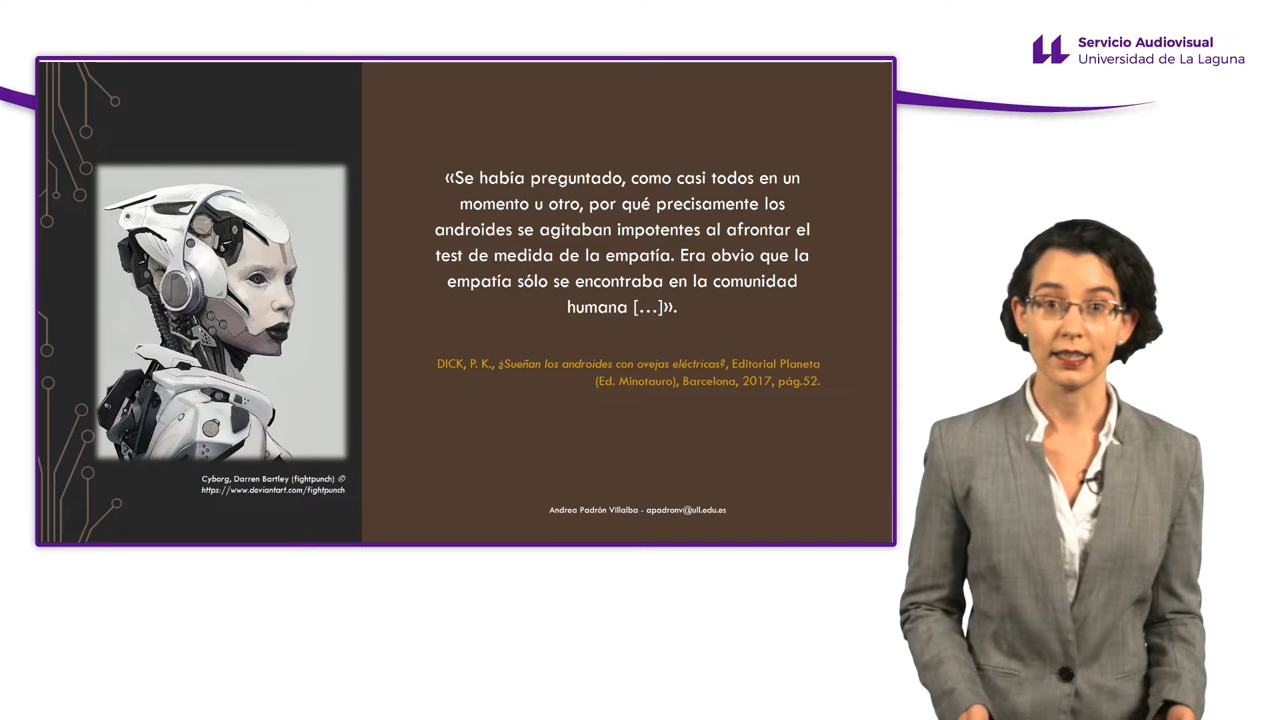 Servicio Audiovisual
Universidad de La Laguna
«Se había preguntado, como casi todos en un
momento u otro, por qué precisamente los
androides se agitaban impotentes al afrontar el
test de medida de la empatía. Era obvio que la
empatía sólo se encontraba en la comunidad
humana […]».
DICK, P. K., ¿Sueñan los androides con ovejas eléctricas?, Editorial Planeta
(Ed. Minotauro), Barcelona, 2017, pág.52.
Cyborg, Darren Bartley (fightpunch) ©
https://www.deviantart.com/fightpunch
Andrea Padrón Villalba - apadronv@ull.edu.es